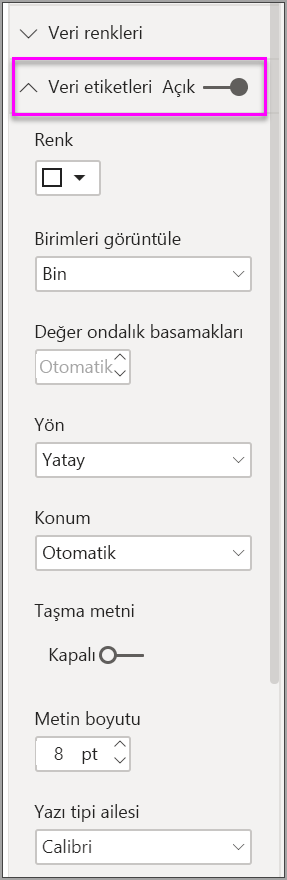 Veri renkleri
Veri etiketleri Açık
Renk
Birimleri görüntüle
Bin
Değer ondalık basamakları
Otomatik
Yön
Yatay
Konum
Otomatik
Taşma metni
Kapalı
Metin boyutu
8 pt
Yazı tipi ailesi
Calibri